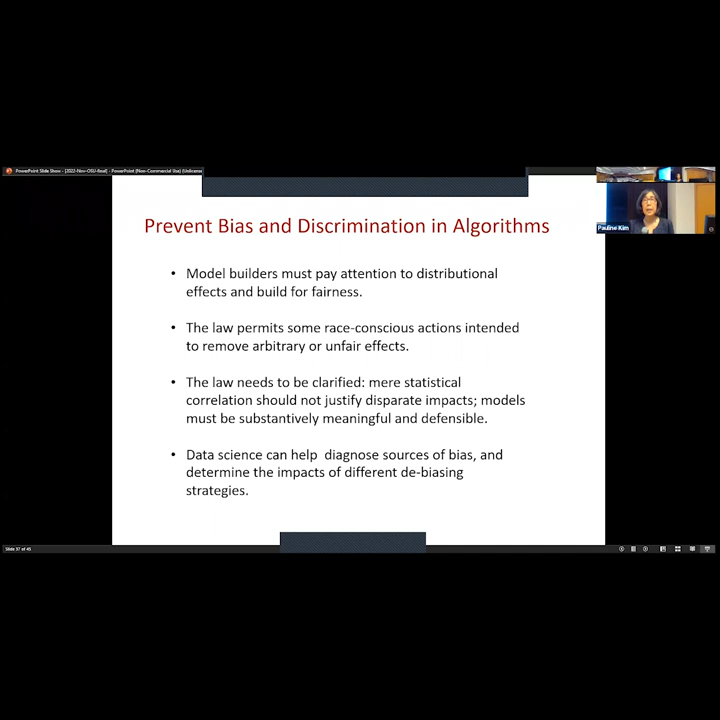 PowerPoint Slide Show - [2022-Nov-OSU-final] - PowerPoint (Non-Commercial Use) (Unlicense
Pauline Kim
Prevent Bias and Discrimination in Algorithms
• Model builders must pay attention to distributional
effects and build for fairness.
• The law permits some race-conscious actions intended
to remove arbitrary or unfair effects.
• The law needs to be clarified: mere statistical
correlation should not justify disparate impacts; models
must be substantively meaningful and defensible.
• Data science can help diagnose sources of bias, and
determine the impacts of different de-biasing
strategies.
Slide 37 of 45